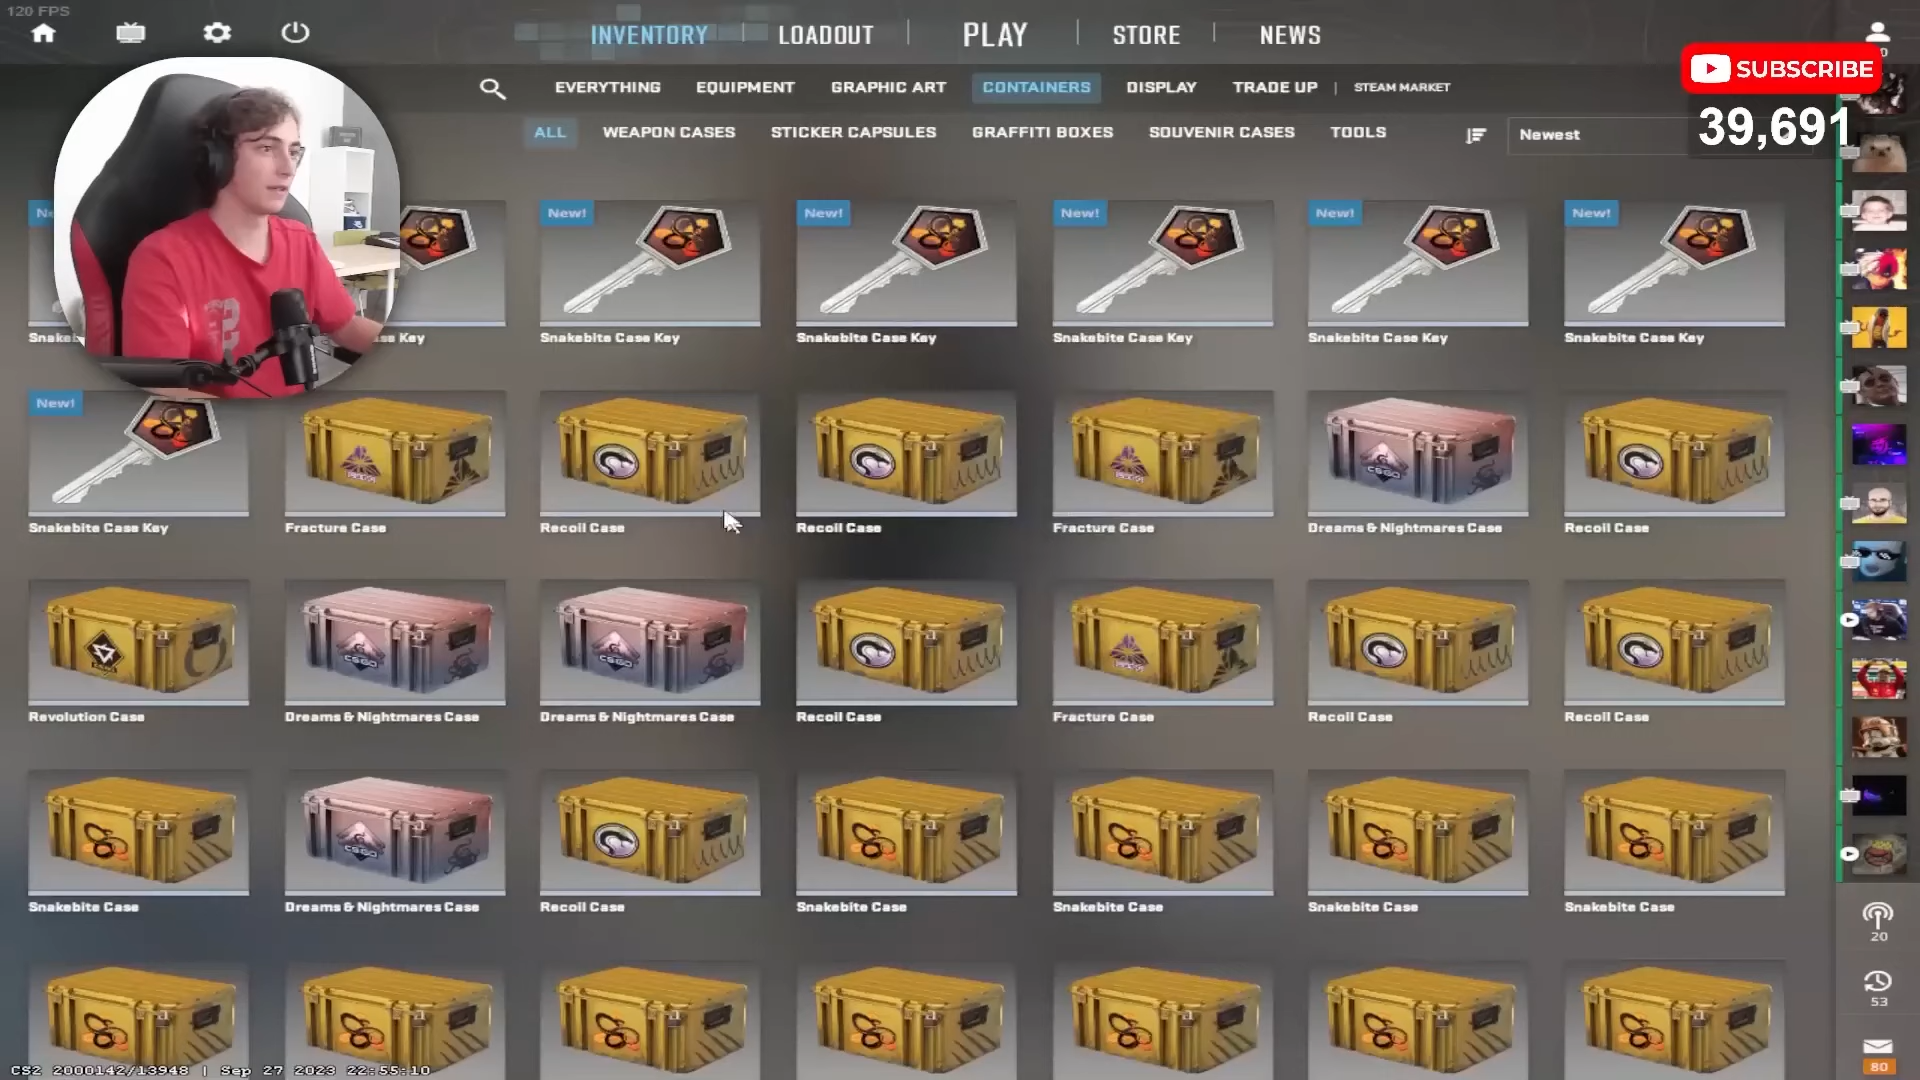 120 FPS
INVENTORY
LOADOUT
PLAY
STORE
NEWS
SUBSCRIBE
39,691
EVERYTHING
EQUIPMENT
GRAPHIC ART
CONTAINERS
DISPLAY
TRADE UP
STEAM MARKET
ALL
WEAPON CASES
STICKER CAPSULES
GRAFFITI BOXES
SOUVENIR CASES
TOOLS
Newest
New!
New!
New!
New!
New!
Snakebite Case Key
Snakebite Case Key
Snakebite Case Key
Snakebite Case Key
Snakebite Case Key
New!
Snakebite Case Key
Fracture Case
Recoil Case
Recoil Case
Fracture Case
Dreams & Nightmares Case
Recoil Case
Revolution Case
Dreams & Nightmares Case
Dreams & Nightmares Case
Recoil Case
Fracture Case
Recoil Case
Recoil Case
Snakebite Case
Dreams & Nightmares Case
Recoil Case
Snakebite Case
Snakebite Case
Snakebite Case
Snakebite Case
20
53
80
CS2 2000142/13948 | Sep 27 2023 22:55:10